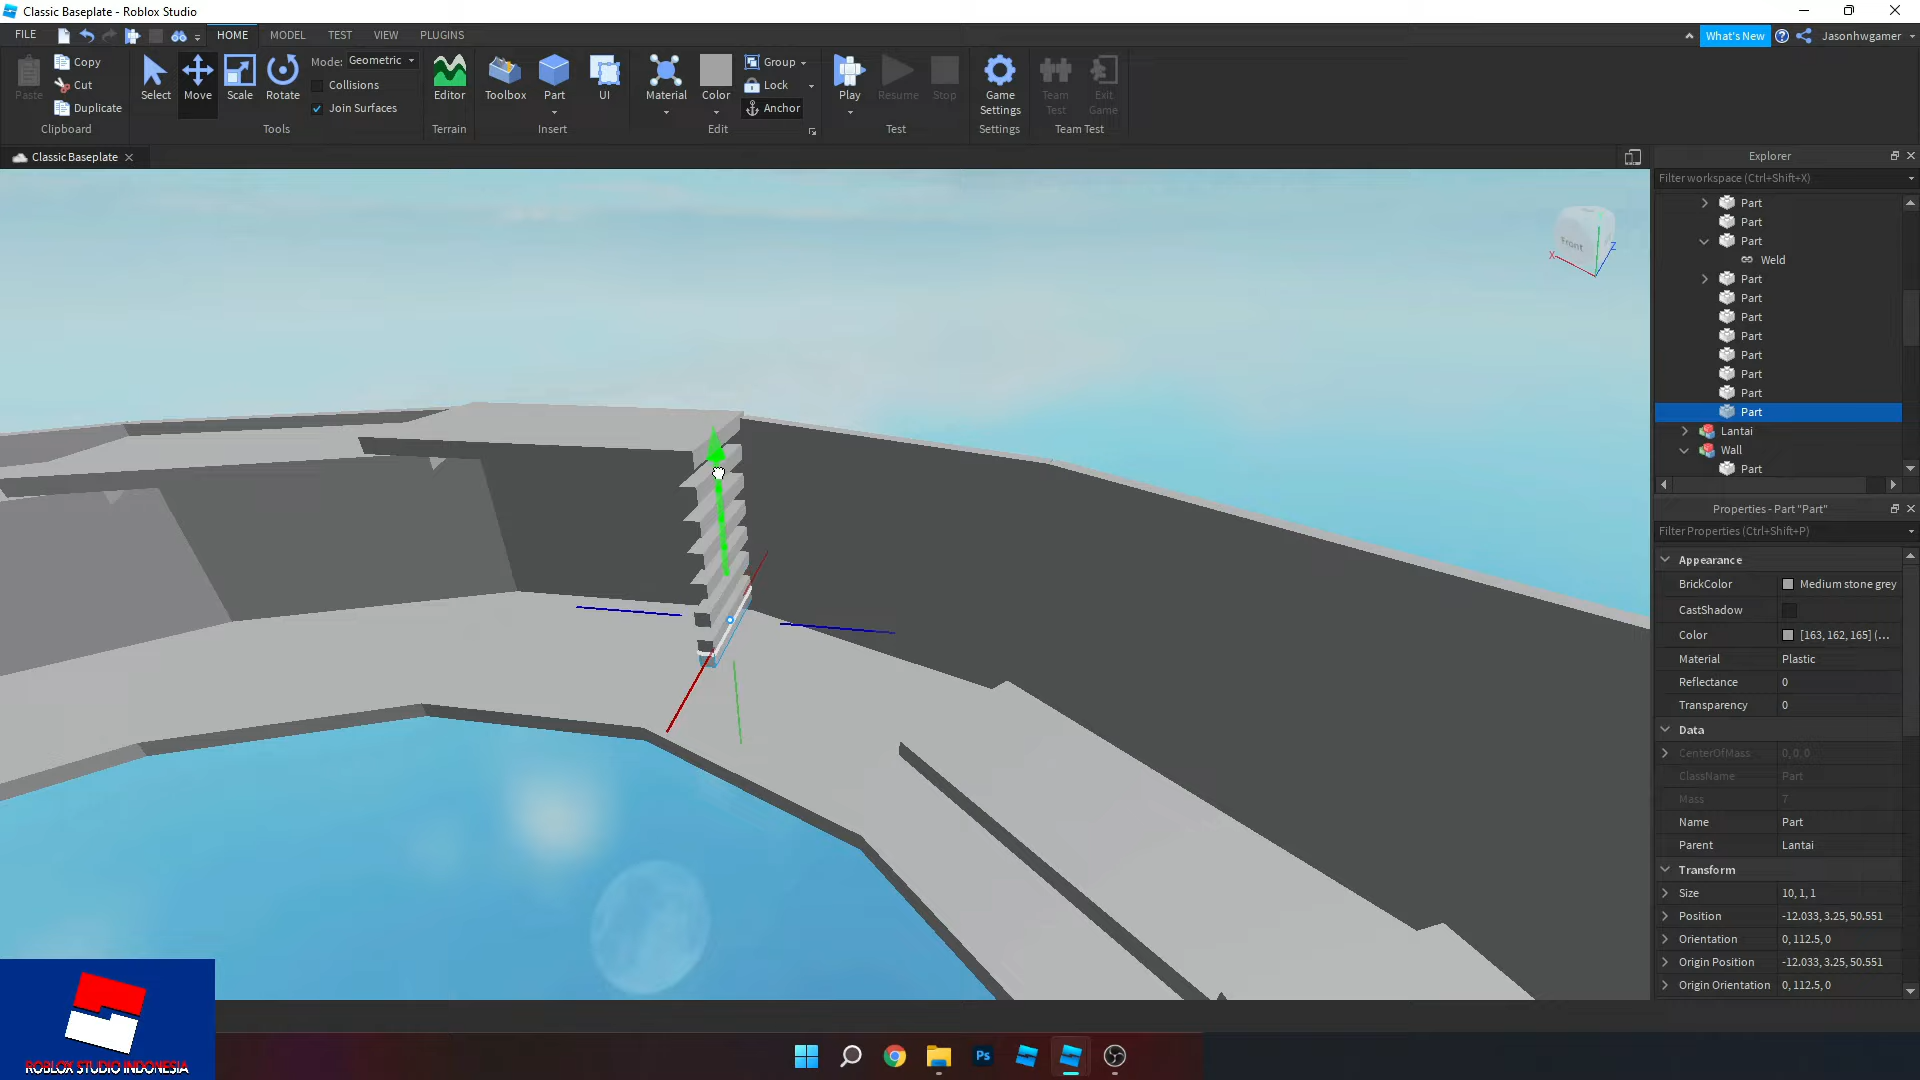 Classic Baseplate - Roblox Studio
FILE
HOME
MODEL
TEST
VIEW
PLUGINS
What's New
Jasonhwgamer
Paste
Copy
Cut
Duplicate
Clipboard
Select
Move
Scale
Rotate
Mode: Geometric
Collisions
Join Surfaces
Tools
Editor
Terrain
Toolbox
Part
UI
Insert
Material
Color
Group
Lock
Anchor
Edit
Play
Resume
Stop
Test
Game
Settings
Settings
Team
Test
Exit
Game
Team Test
Classic Baseplate
Explorer
Filter workspace (Ctrl+Shift+X)
Part
Part
Part
Weld
Part
Part
Part
Part
Part
Part
Part
Part
Lantai
Wall
Part
Front
X
Z
Properties - Part "Part"
Filter Properties (Ctrl+Shift+P)
Appearance
BrickColor Medium stone grey
CastShadow
Color [163, 162, 165] (...
Material Plastic
Reflectance 0
Transparency 0
Data
CenterOfMass 0, 0, 0
ClassName Part
Mass 7
Name Part
Parent Lantai
Transform
Size 10, 1, 1
Position -12.033, 3.25, 50.551
Orientation 0, 112.5, 0
Origin Position -12.033, 3.25, 50.551
Origin Orientation 0, 112.5, 0
ROBLOX STUDIO INDONESIA
Ps